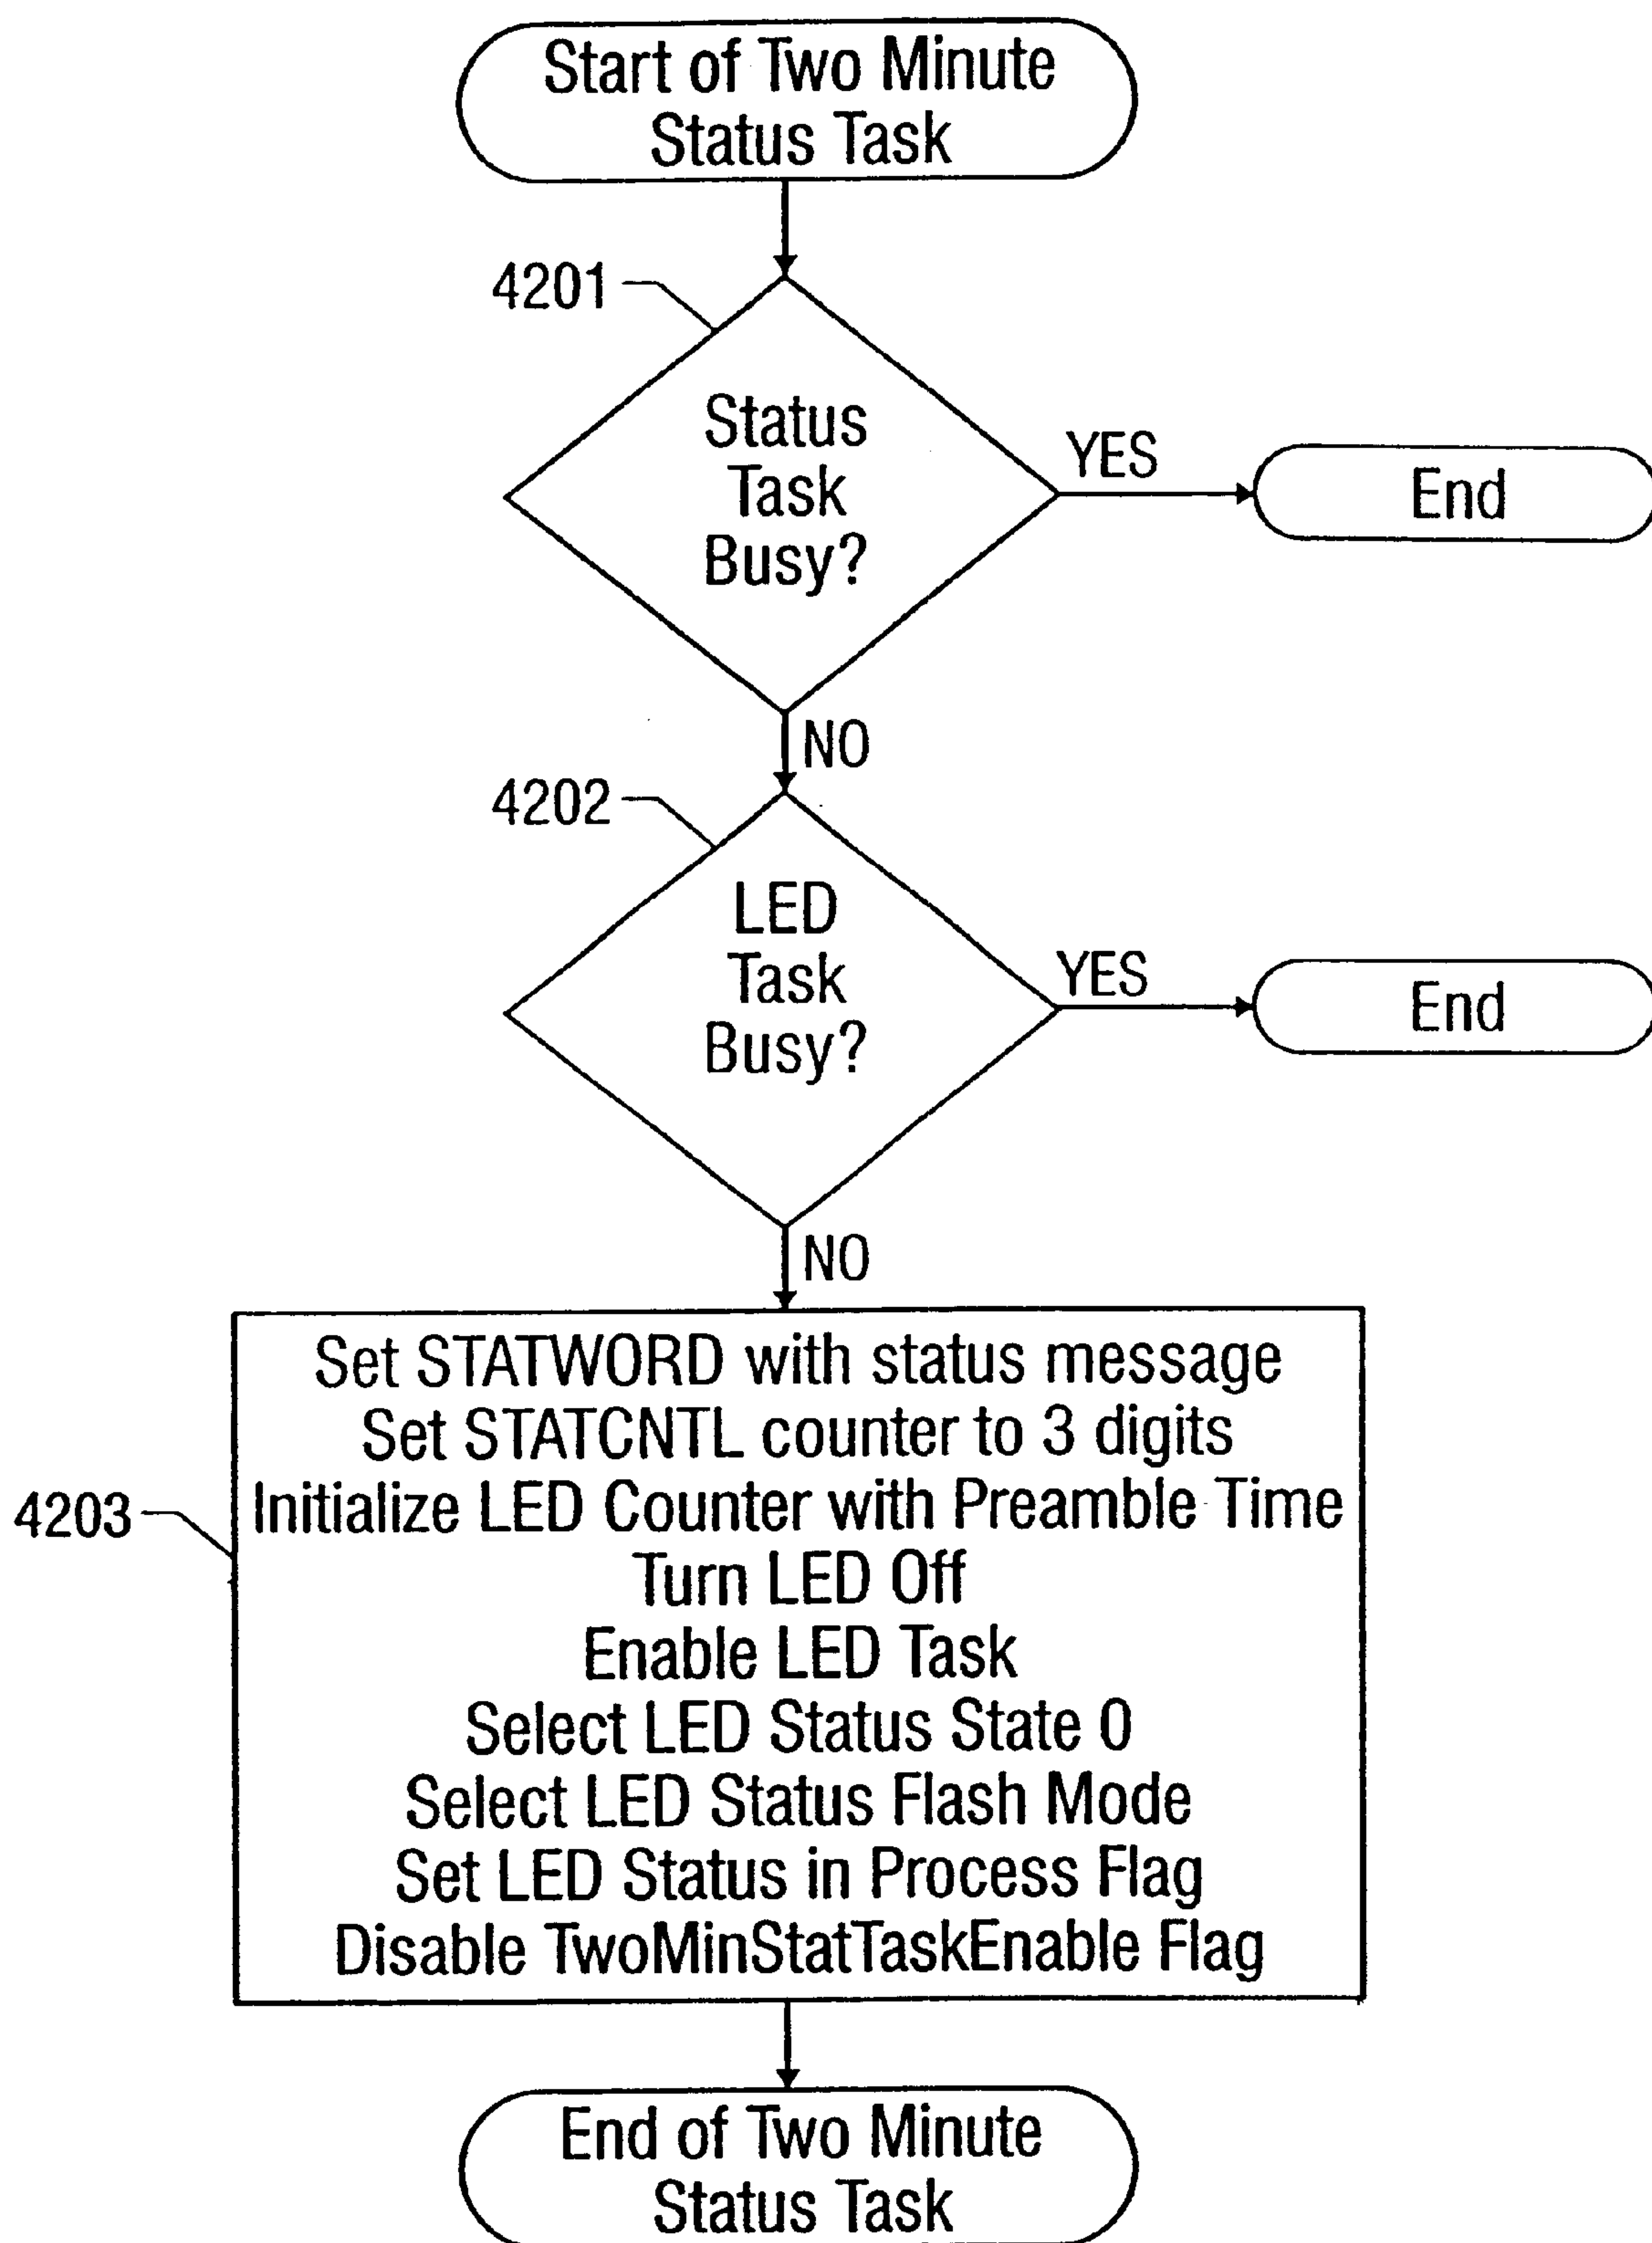 Start of Two Minute
Status Task
4201
Status
Task
Busy?
YES
End
NO
4202
LED
Task
Busy?
YES
End
NO
4203
Set STATWORD with status message
Set STATCNTL counter to 3 digits
Initialize LED Counter with Preamble Time
Turn LED Off
Enable LED Task
Select LED Status State 0
Select LED Status Flash Mode
Set LED Status in Process Flag
Disable TwoMinStatTaskEnable Flag
End of Two Minute
Status Task